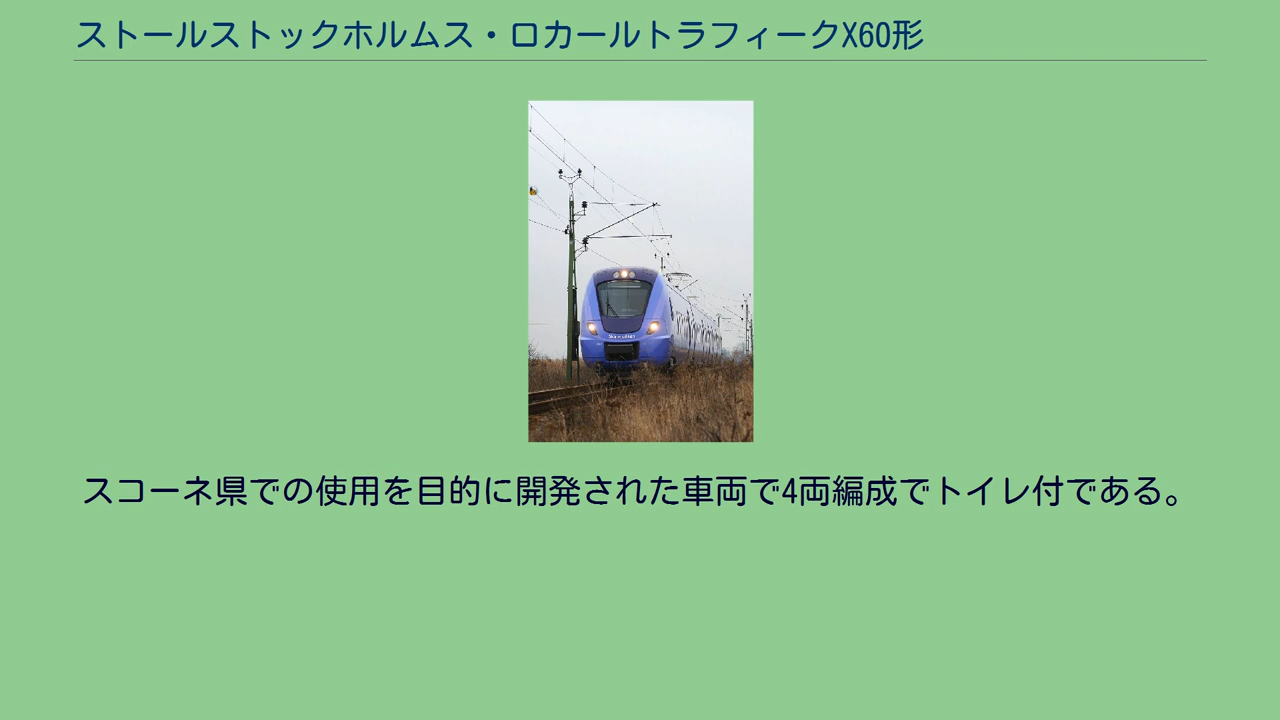 ストールストックホルムス・ロカールトラフィークX60形
スコーネ県での使用を目的に開発された車両で4両編成でトイレ付である。